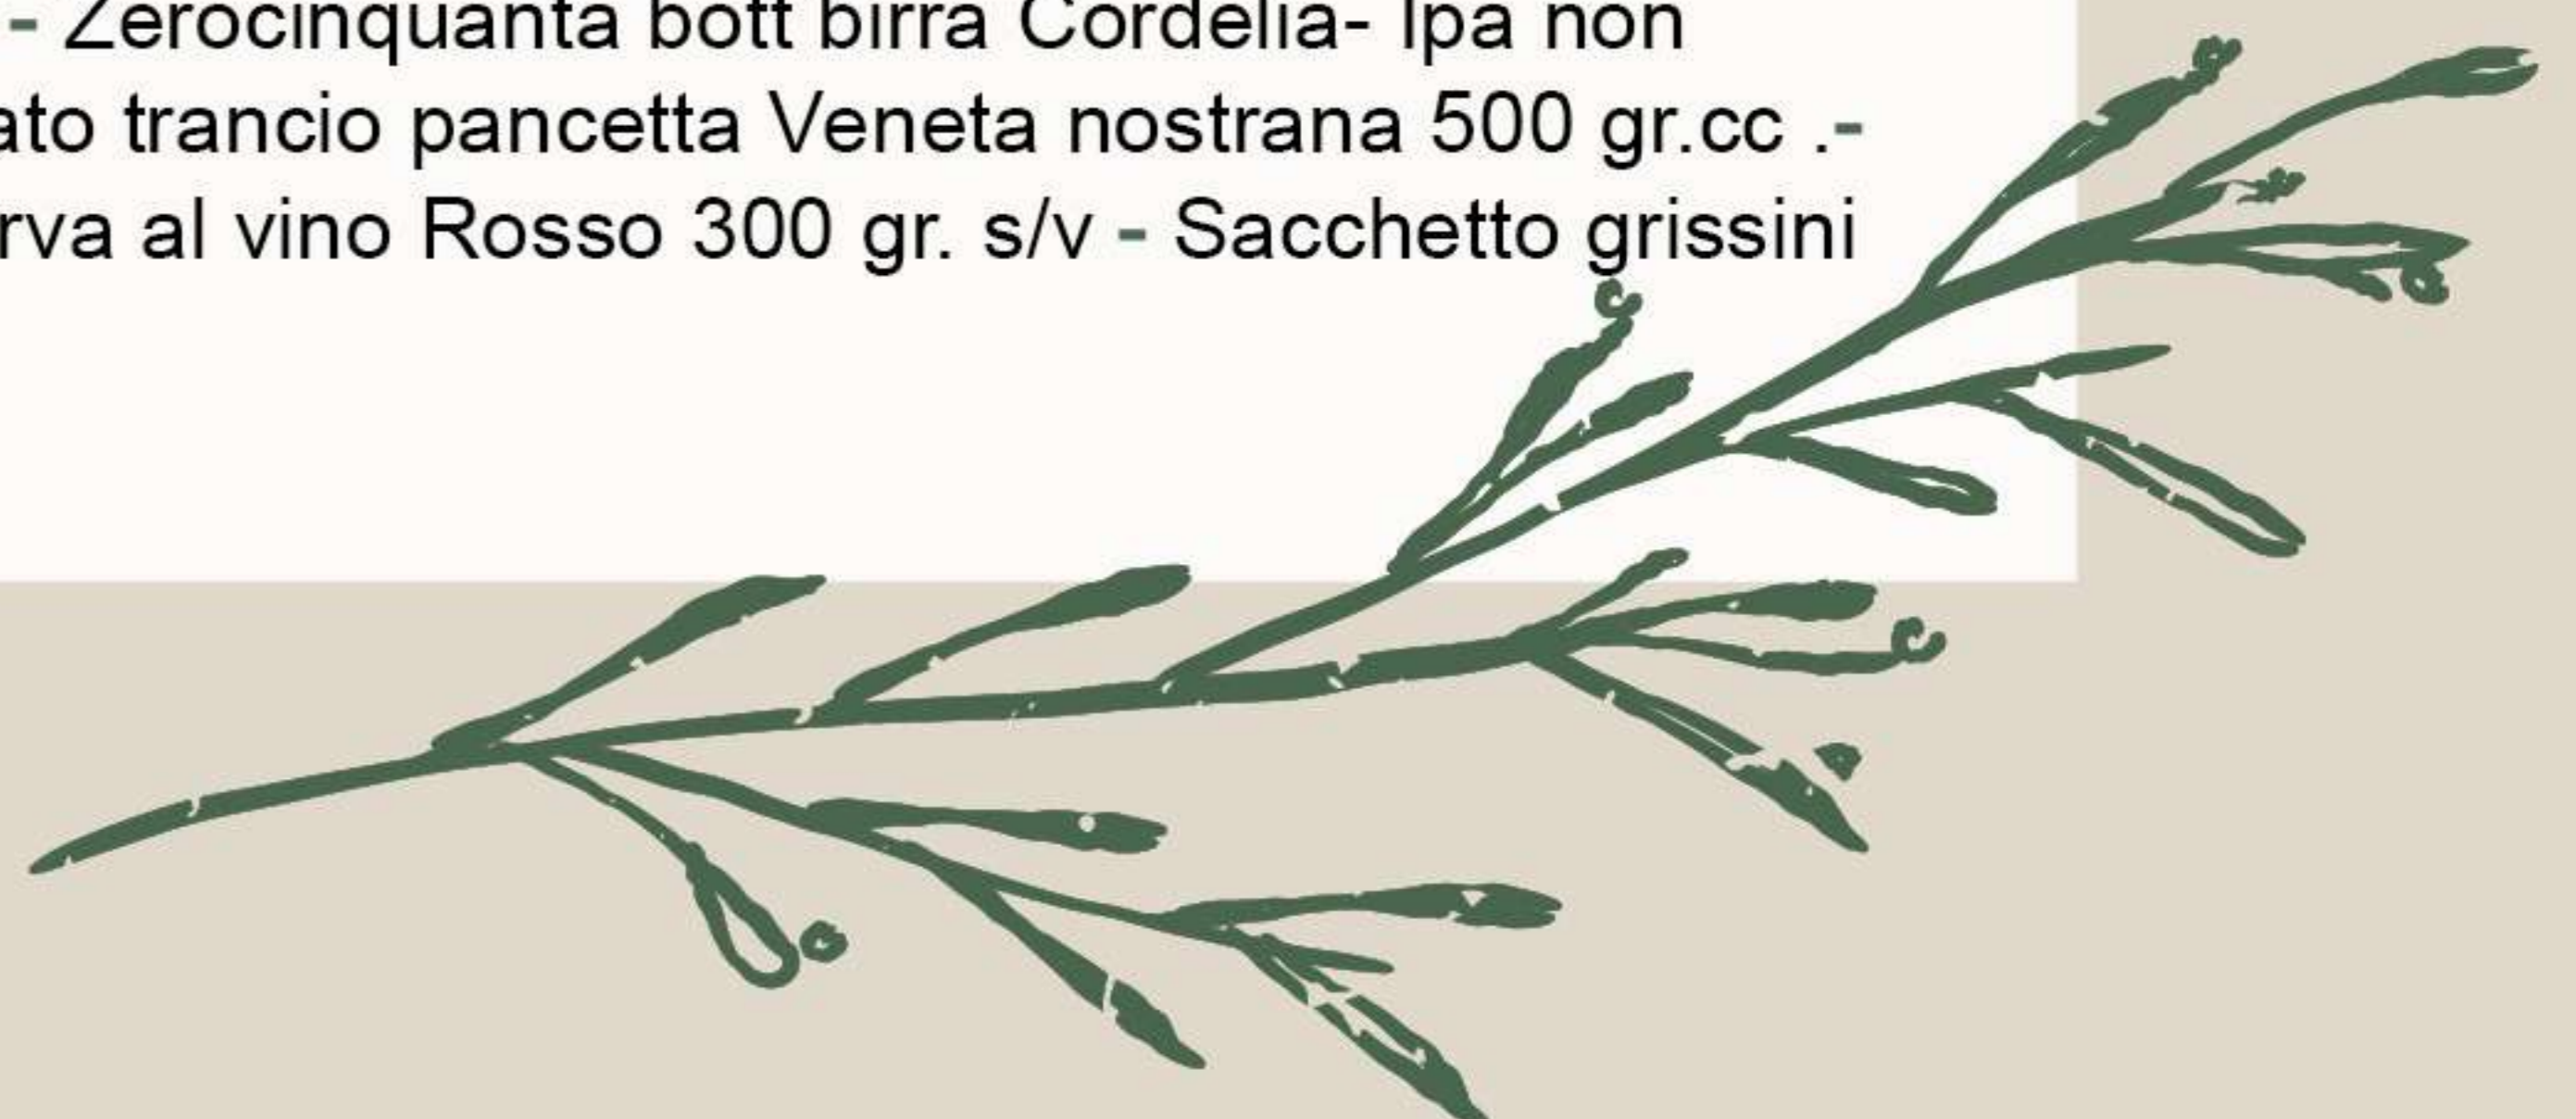 - Zerocinquanta bott birra Cordelia- Ipa non
ato trancio pancetta Veneta nostrana 500 gr.cc .-
rva al vino Rosso 300 gr. s/v - Sacchetto grissini